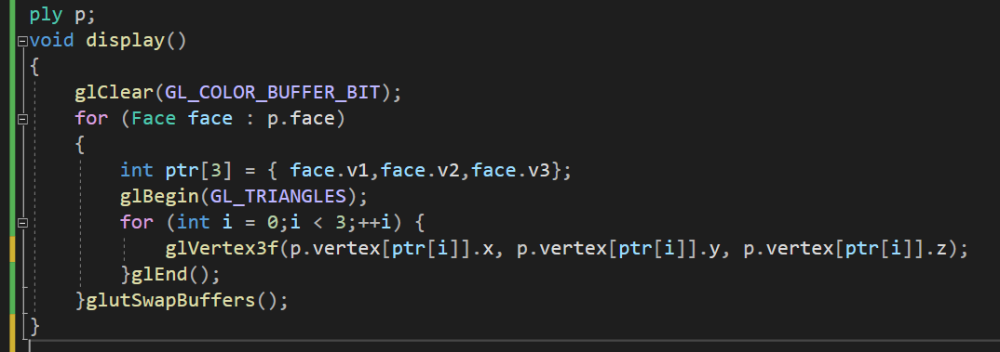 ply p;
void display()
{
    glClear(GL_COLOR_BUFFER_BIT);
    for (Face face : p.face)
    {
        int ptr[3] = { face.v1,face.v2,face.v3};
        glBegin(GL_TRIANGLES);
        for (int i = 0;i < 3;++i) {
            glVertex3f(p.vertex[ptr[i]].x, p.vertex[ptr[i]].y, p.vertex[ptr[i]].z);
        }glEnd();
    }glutSwapBuffers();
}